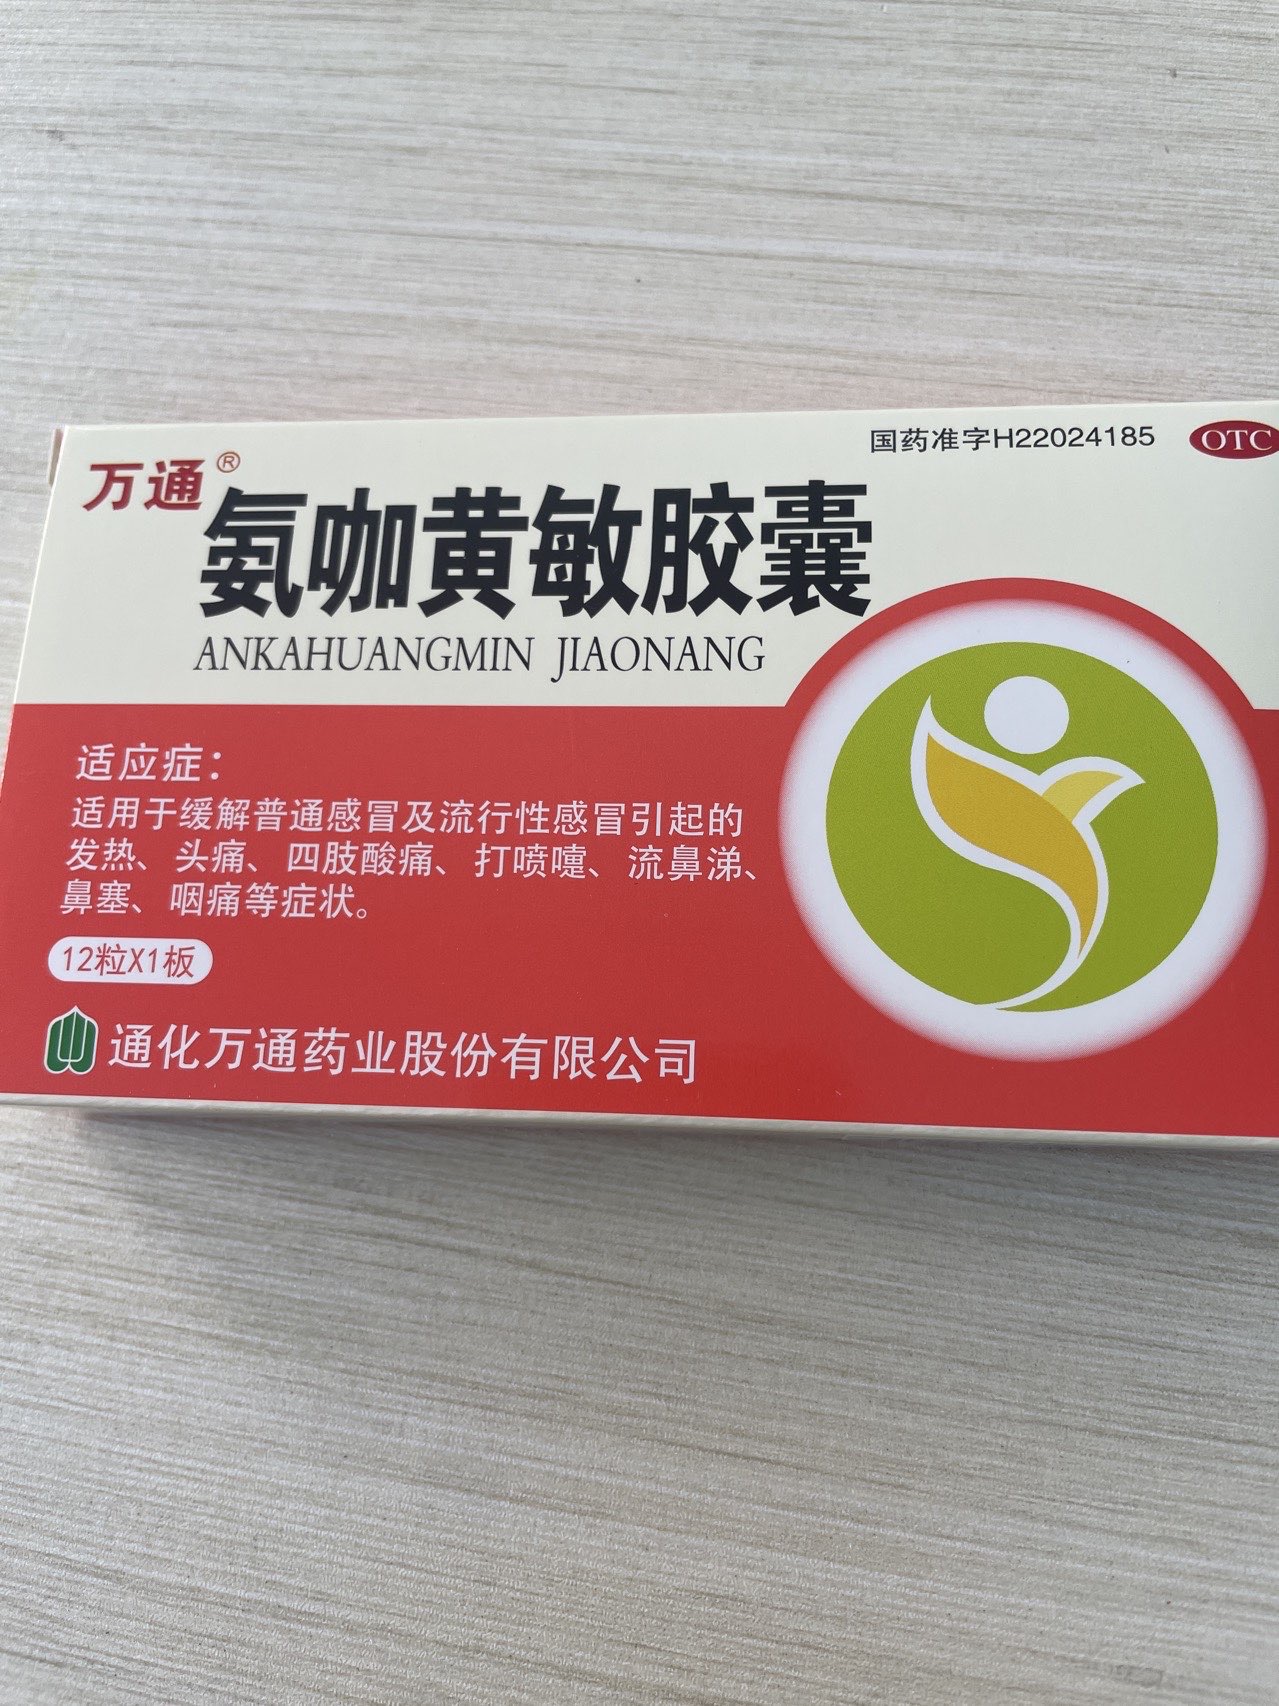 国药准字H22024185 OTC
万通®
氨咖黄敏胶囊
ANKAHUANGMIN JIAONANG
适应症：
适用于缓解普通感冒及流行性感冒引起的
发热、头痛、四肢酸痛、打喷嚏、流鼻涕、
鼻塞、咽痛等症状。
12粒X1板
通化万通药业股份有限公司